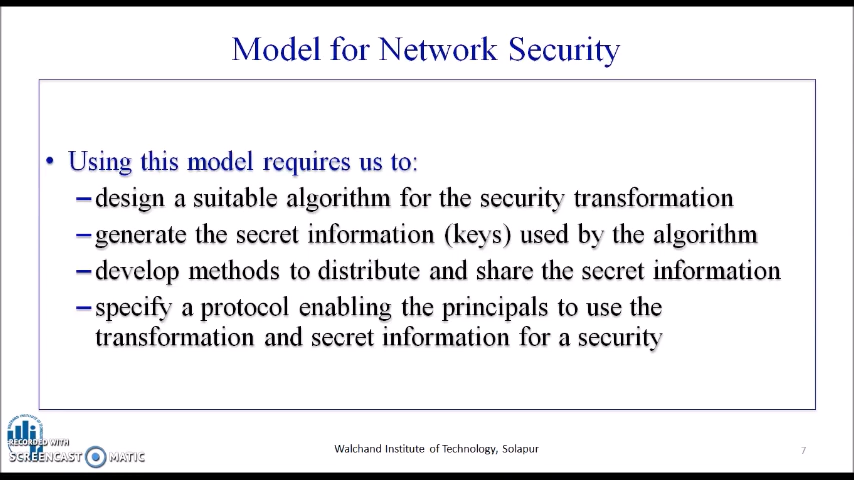 Model for Network Security
• Using this model requires us to:
–design a suitable algorithm for the security transformation
–generate the secret information (keys) used by the algorithm
–develop methods to distribute and share the secret information
–specify a protocol enabling the principals to use the
transformation and secret information for a security
RECORDED WITH
SCREENCAST MATIC
Walchand Institute of Technology, Solapur
7